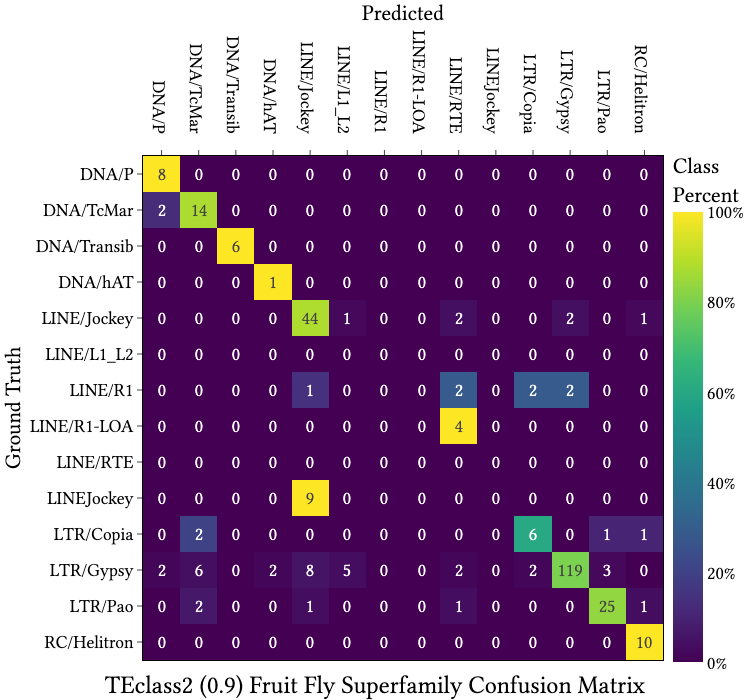 Predicted
DNA/P DNA/TcMar DNA/Transib DNA/hAT LINE/Jockey LINE/L1_L2 LINE/R1 LINE/R1-LOA LINE/RTE LINEJockey LTR/Copia LTR/Gypsy LTR/Pao RC/Helitron
Ground Truth
DNA/P 8 0 0 0 0 0 0 0 0 0 0 0 0 0
DNA/TcMar 2 14 0 0 0 0 0 0 0 0 0 0 0 0
DNA/Transib 0 0 6 0 0 0 0 0 0 0 0 0 0 0
DNA/hAT 0 0 0 1 0 0 0 0 0 0 0 0 0 0
LINE/Jockey 0 0 0 0 44 1 0 0 2 0 0 2 0 1
LINE/L1_L2 0 0 0 0 0 0 0 0 0 0 0 0 0 0
LINE/R1 0 0 0 0 1 0 0 0 2 0 2 2 0 0
LINE/R1-LOA 0 0 0 0 0 0 0 0 4 0 0 0 0 0
LINE/RTE 0 0 0 0 0 0 0 0 0 0 0 0 0 0
LINEJockey 0 0 0 0 9 0 0 0 0 0 0 0 0 0
LTR/Copia 0 2 0 0 0 0 0 0 0 0 6 0 1 1
LTR/Gypsy 2 6 0 2 8 5 0 0 2 0 2 119 3 0
LTR/Pao 0 2 0 0 1 0 0 0 1 0 0 0 25 1
RC/Helitron 0 0 0 0 0 0 0 0 0 0 0 0 0 10
Class
Percent
100%
80%
60%
40%
20%
0%
TEclass2 (0.9) Fruit Fly Superfamily Confusion Matrix